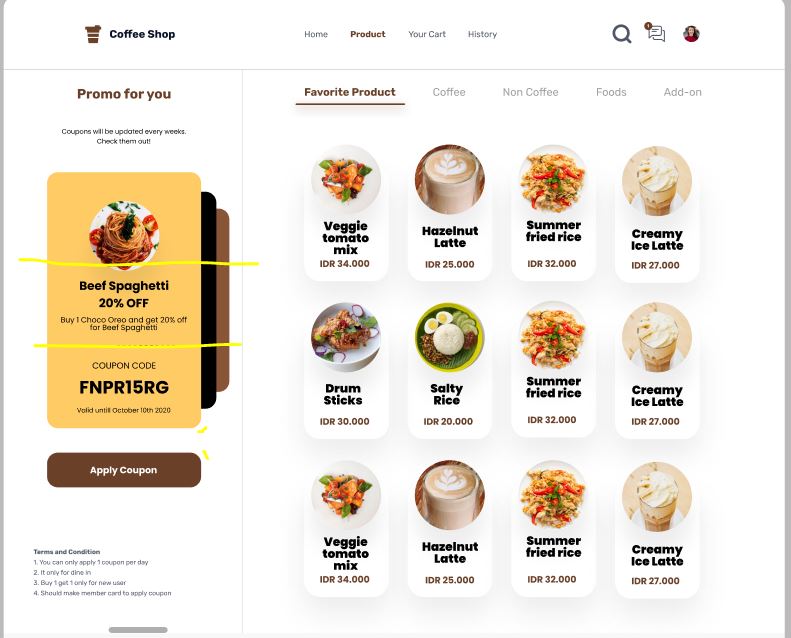 Coffee Shop
Home Product Your Cart History
1
Promo for you
Coupons will be updated every weeks.
Check them out!
Beef Spaghetti
20% OFF
Buy 1 Choco Oreo and get 20% off
for Beef Spaghetti
COUPON CODE
FNPR15RG
Valid untill October 10th 2020
Apply Coupon
Terms and Condition
1. You can only apply 1 coupon per day
2. It only for dine in
3. Buy 1 get 1 only for new user
4. Should make member card to apply coupon
Favorite Product Coffee Non Coffee Foods Add-on
Veggie
tomato
mix
IDR 34.000
Hazelnut
Latte
IDR 25.000
Summer
fried rice
IDR 32.000
Creamy
Ice Latte
IDR 27.000
Drum
Sticks
IDR 30.000
Salty
Rice
IDR 20.000
Summer
fried rice
IDR 32.000
Creamy
Ice Latte
IDR 27.000
Veggie
tomato
mix
IDR 34.000
Hazelnut
Latte
IDR 25.000
Summer
fried rice
IDR 32.000
Creamy
Ice Latte
IDR 27.000